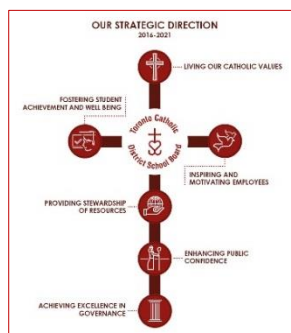 OUR STRATEGIC DIRECTION
2016-2021
LIVING OUR CATHOLIC VALUES
FOSTERING STUDENT
ACHIEVEMENT AND WELL BEING
Toronto Catholic
District School Board
INSPIRING AND
MOTIVATING EMPLOYEES
PROVIDING STEWARDSHIP
OF RESOURCES
ENHANCING PUBLIC
CONFIDENCE
ACHIEVING EXCELLENCE IN
GOVERNANCE